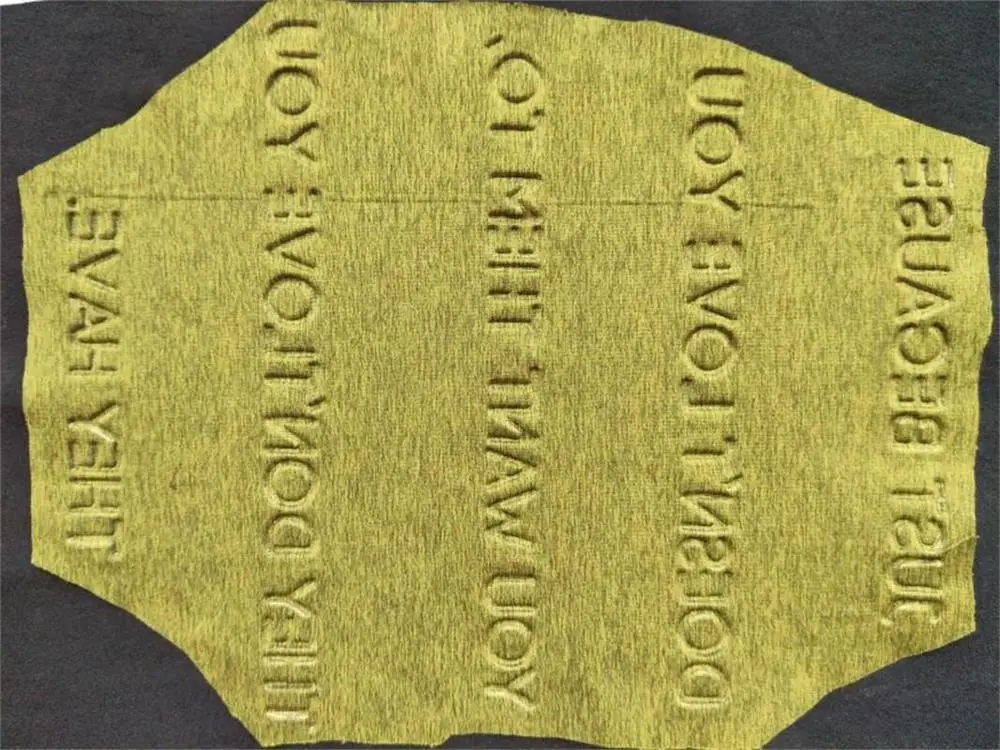 JUST BECAUSE
DOESN'T LOVE YOU
YOU WANT THEM TO,
THEY DON'T LOVE YOU
THEY HAVE.